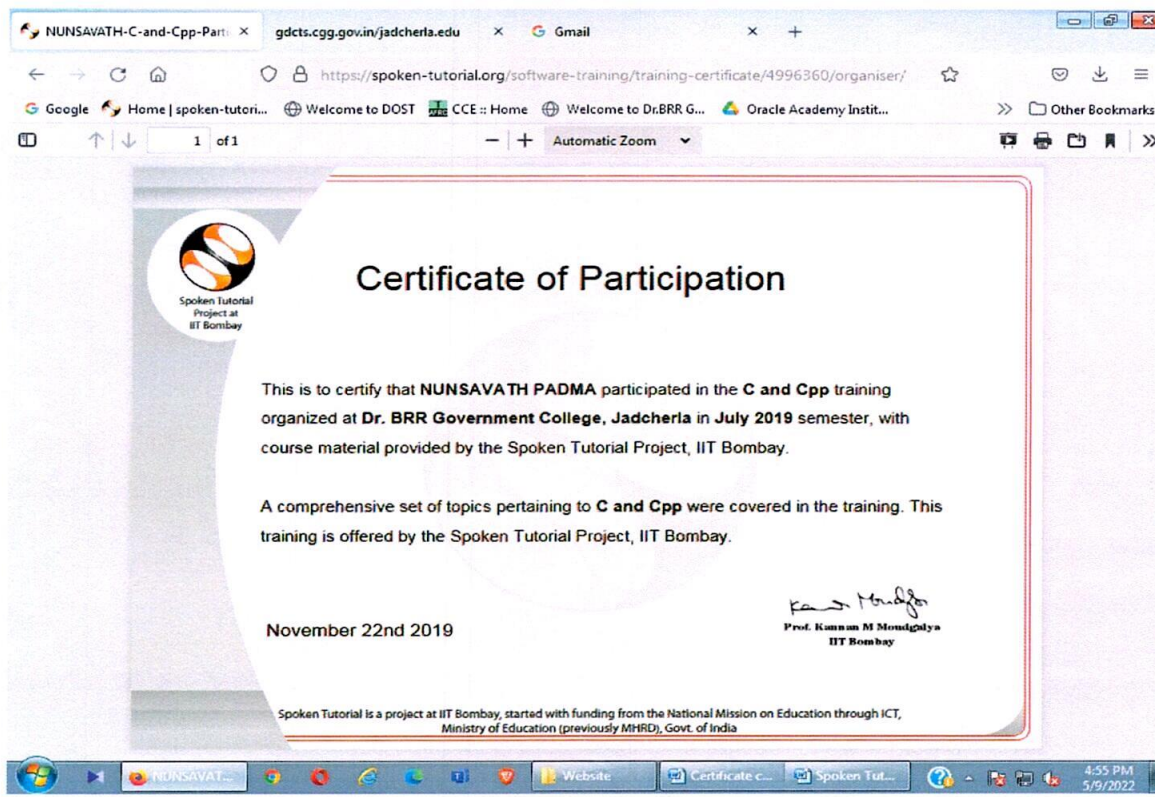 NUNSAVATH-C-and-Cpp-Parti
gdcts.cgg.gov.in/jadcherla.edu
Gmail
https://spoken-tutorial.org/software-training/training-certificate/4996360/organiser/
Google Home | spoken-tutori... Welcome to DOST CCE :: Home Welcome to Dr.BRR G... Oracle Academy Instit... Other Bookmarks
1 of 1 Automatic Zoom
Spoken Tutorial
Project at
IIT Bombay
Certificate of Participation
This is to certify that NUNSAVATH PADMA participated in the C and Cpp training
organized at Dr. BRR Government College, Jadcherla in July 2019 semester, with
course material provided by the Spoken Tutorial Project, IIT Bombay.
A comprehensive set of topics pertaining to C and Cpp were covered in the training. This
training is offered by the Spoken Tutorial Project, IIT Bombay.
November 22nd 2019
Prof. Kannan M Moudgalya
IIT Bombay
Spoken Tutorial is a project at IIT Bombay, started with funding from the National Mission on Education through ICT,
Ministry of Education (previously MHRD), Govt. of India
NUNSAVAT... Website Certificate c... Spoken Tut... 4:55 PM
5/9/2022